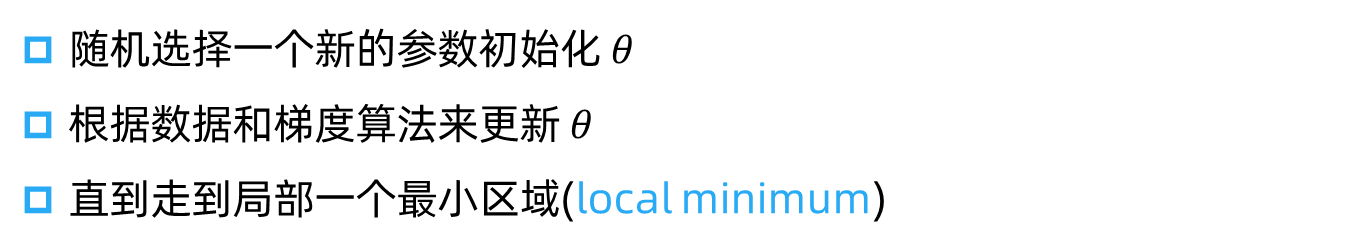 随机选择一个新的参数初始化 θ
根据数据和梯度算法来更新 θ
直到走到局部一个最小区域(local minimum)